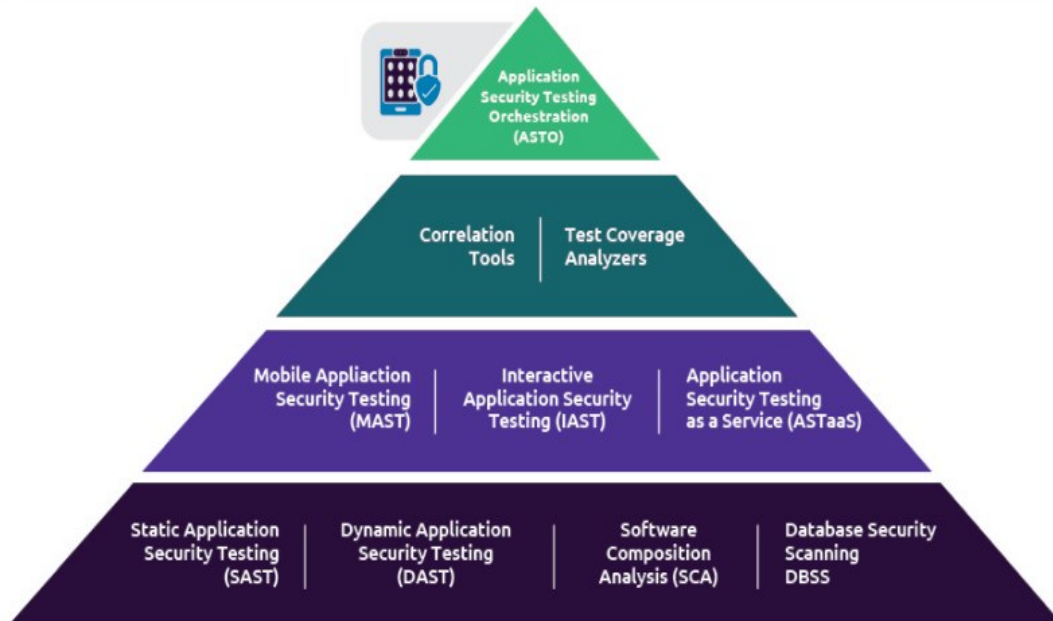 Application
Security Testing
Orchestration
(ASTO)
Correlation
Tools
Test Coverage
Analyzers
Mobile Appliaction
Security Testing
(MAST)
Interactive
Application Security
Testing (IAST)
Application
Security Testing
as a Service (ASTaaS)
Static Application
Security Testing
(SAST)
Dynamic Application
Security Testing
(DAST)
Software
Composition
Analysis (SCA)
Database Security
Scanning
DBSS